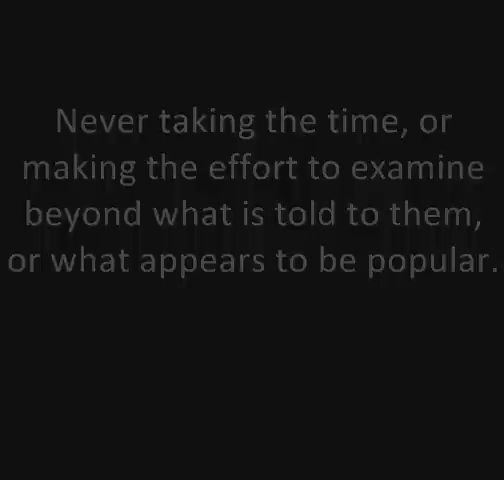 Never taking the time, or
making the effort to examine
beyond what is told to them,
or what appears to be popular.